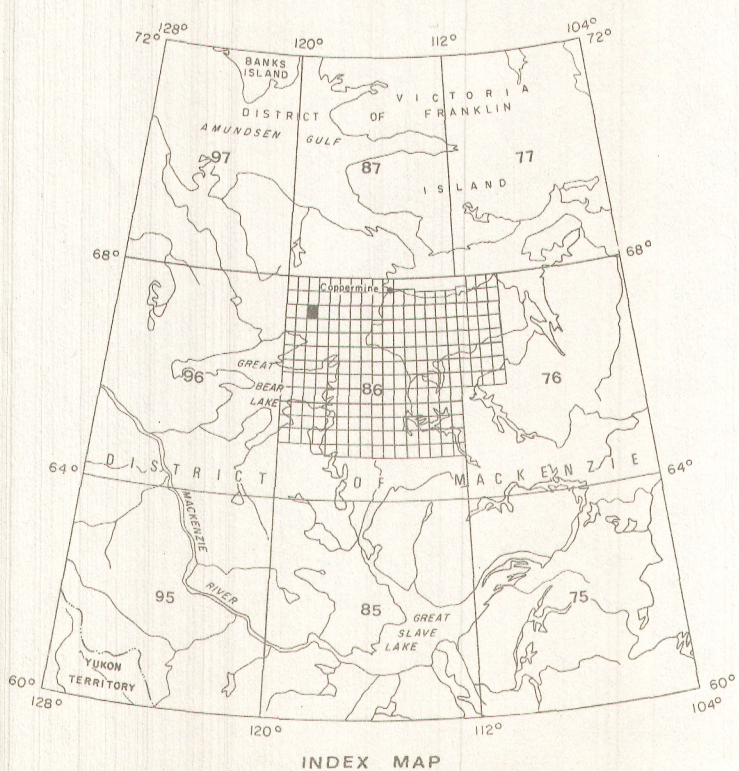 128° 104°
72° 120° 112° 72°
BANKS
ISLAND
VICTORIA
DISTRICT OF FRANKLIN
AMUNDSEN GULF
97 87 77
ISLAND
68° 68°
Coppermine
GREAT
96 86 76
BEAR
LAKE
DISTRICT OF MACKENZIE
64° 64°
MACKENZIE
RIVER
95 85 75
GREAT
SLAVE
LAKE
YUKON
TERRITORY
60° 60°
128° 104°
120° 112°
INDEX MAP